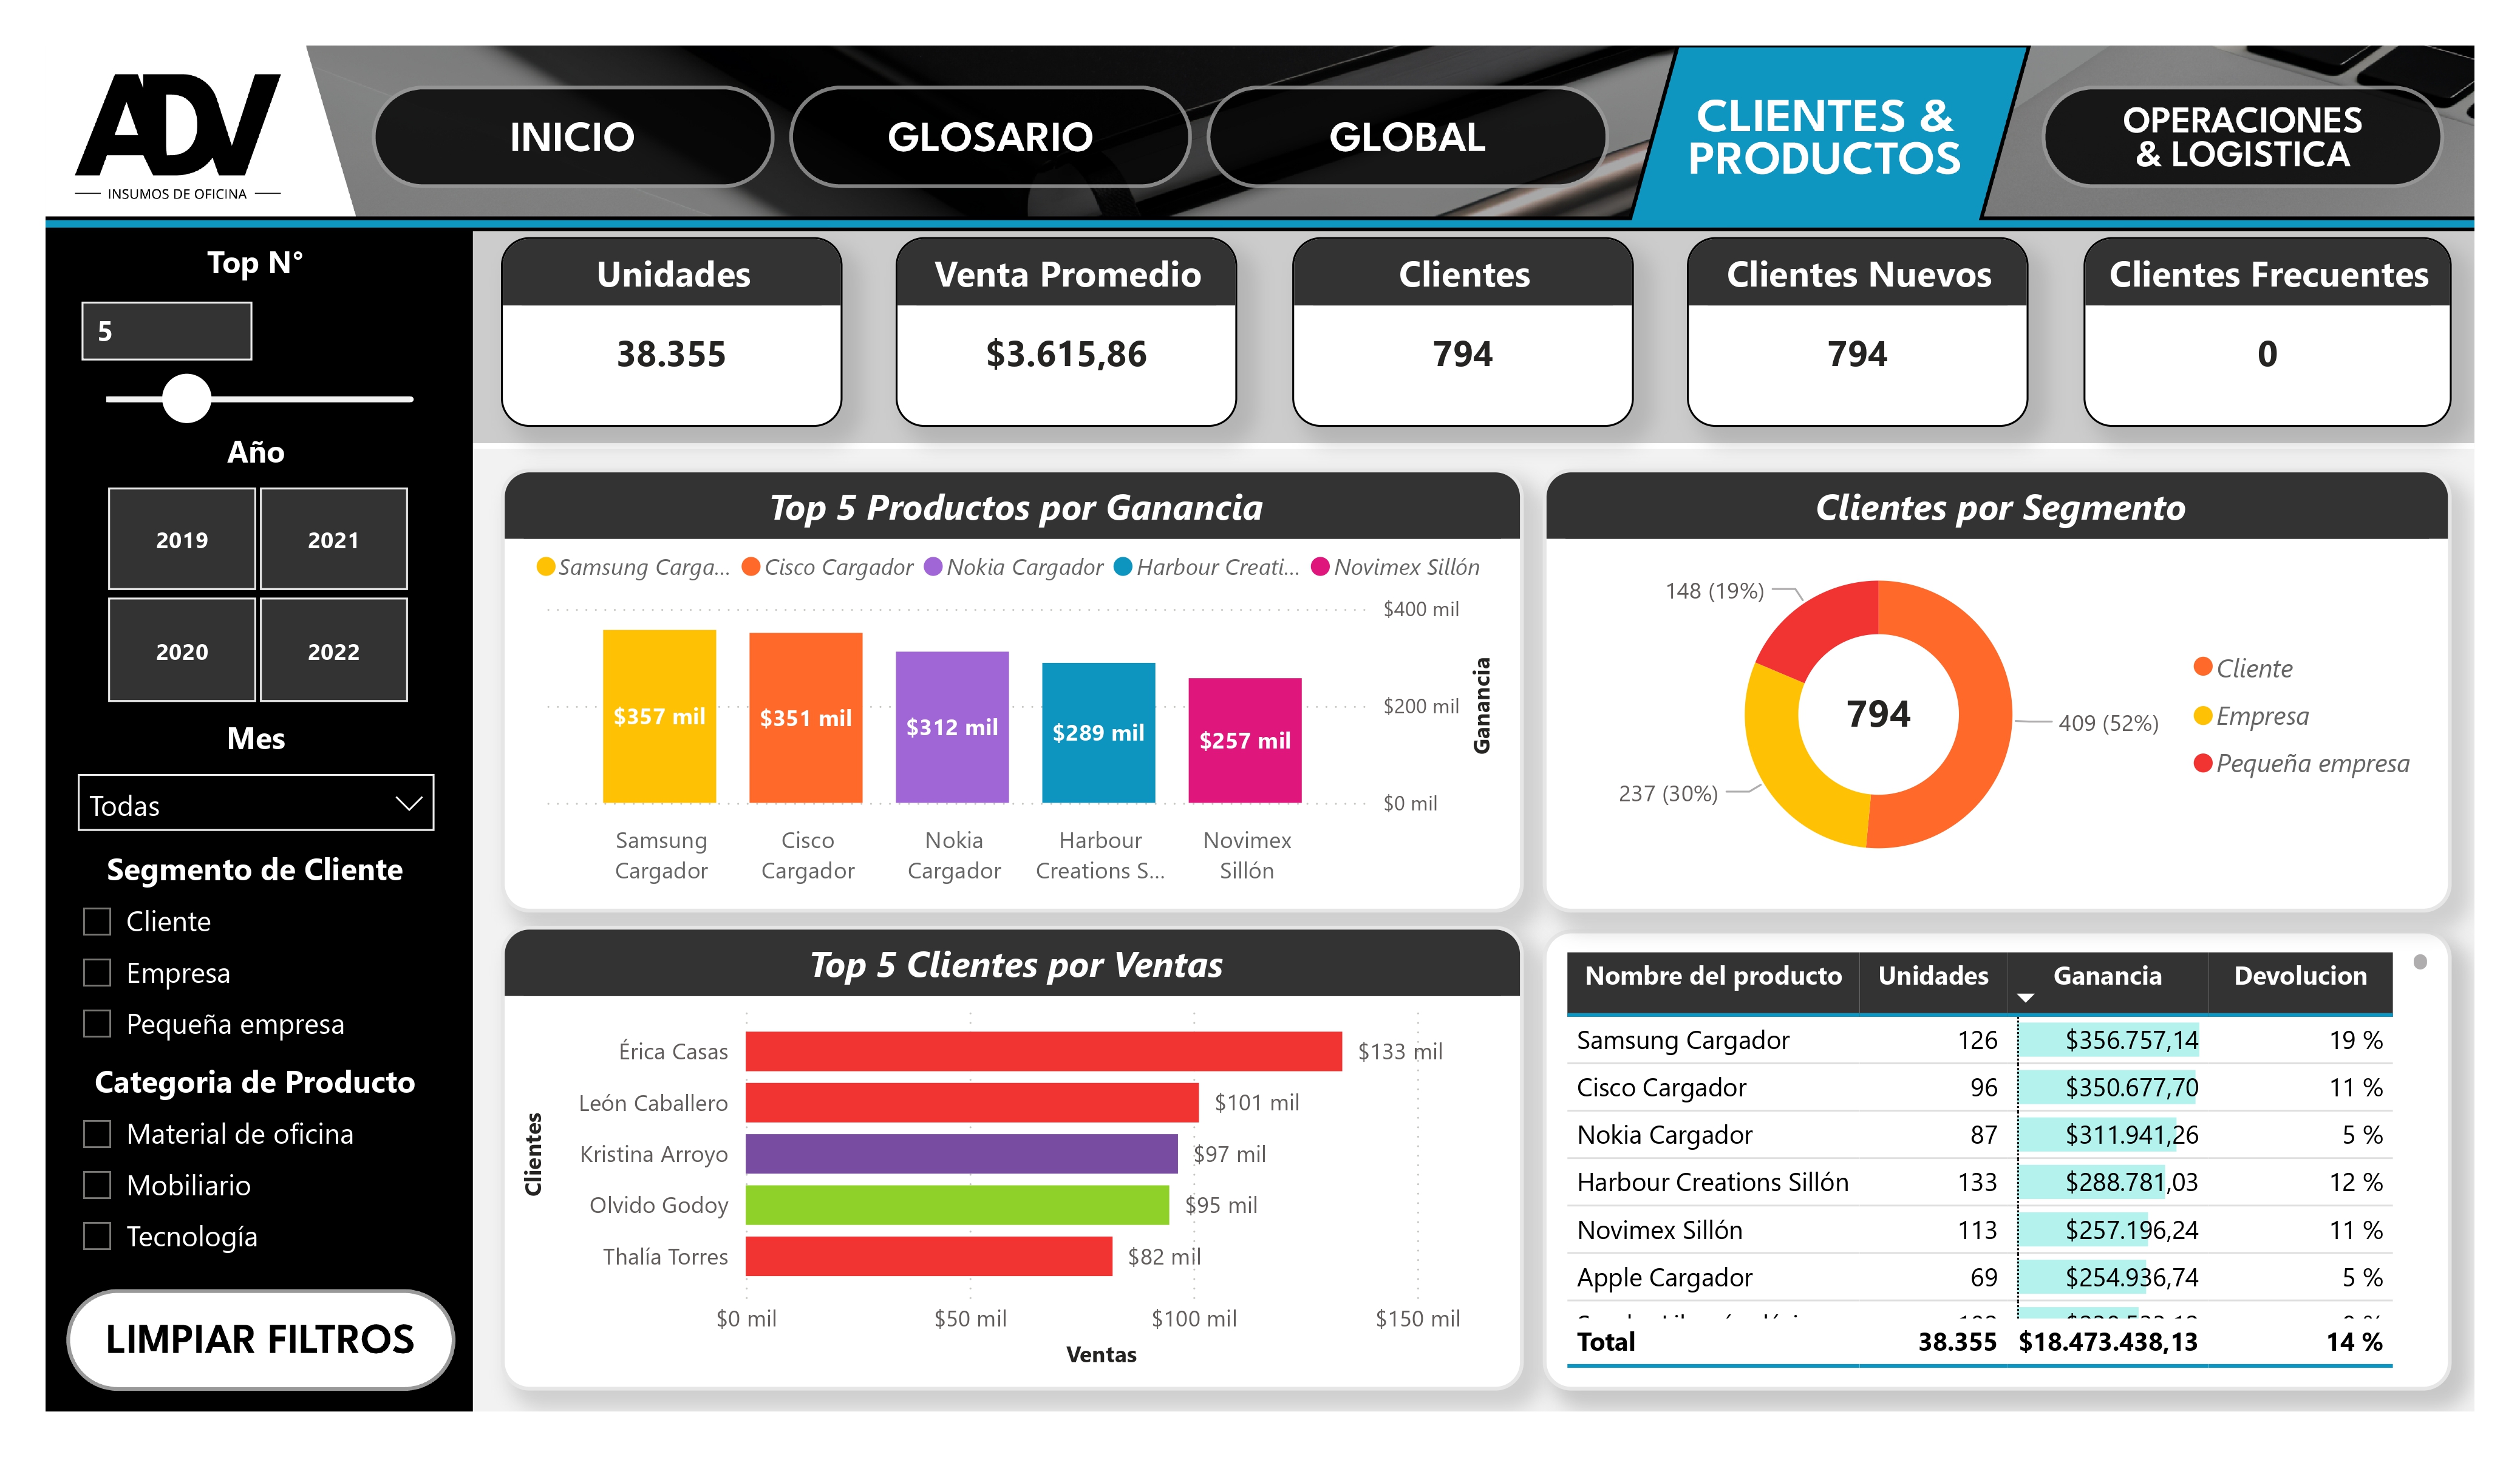 ADV
INSUMOS DE OFICINA
INICIO
GLOSARIO
GLOBAL
CLIENTES &
PRODUCTOS
OPERACIONES
& LOGISTICA
Top N°
5
Año
2019
2021
2020
2022
Mes
Todas
Segmento de Cliente
Cliente
Empresa
Pequeña empresa
Categoria de Producto
Material de oficina
Mobiliario
Tecnología
LIMPIAR FILTROS
Unidades
38.355
Venta Promedio
$3.615,86
Clientes
794
Clientes Nuevos
794
Clientes Frecuentes
0
Top 5 Productos por Ganancia
Samsung Carga... Cisco Cargador Nokia Cargador Harbour Creati... Novimex Sillón
$400 mil
$200 mil
$0 mil
Ganancia
$357 mil
$351 mil
$312 mil
$289 mil
$257 mil
Samsung
Cargador
Cisco
Cargador
Nokia
Cargador
Harbour
Creations S...
Novimex
Sillón
Clientes por Segmento
148 (19%)
409 (52%)
237 (30%)
794
Cliente
Empresa
Pequeña empresa
Top 5 Clientes por Ventas
Clientes
Érica Casas $133 mil
León Caballero $101 mil
Kristina Arroyo $97 mil
Olvido Godoy $95 mil
Thalía Torres $82 mil
$0 mil $50 mil $100 mil $150 mil
Ventas
Nombre del producto Unidades Ganancia Devolucion
Samsung Cargador 126 $356.757,14 19 %
Cisco Cargador 96 $350.677,70 11 %
Nokia Cargador 87 $311.941,26 5 %
Harbour Creations Sillón 133 $288.781,03 12 %
Novimex Sillón 113 $257.196,24 11 %
Apple Cargador 69 $254.936,74 5 %
Total 38.355 $18.473.438,13 14 %